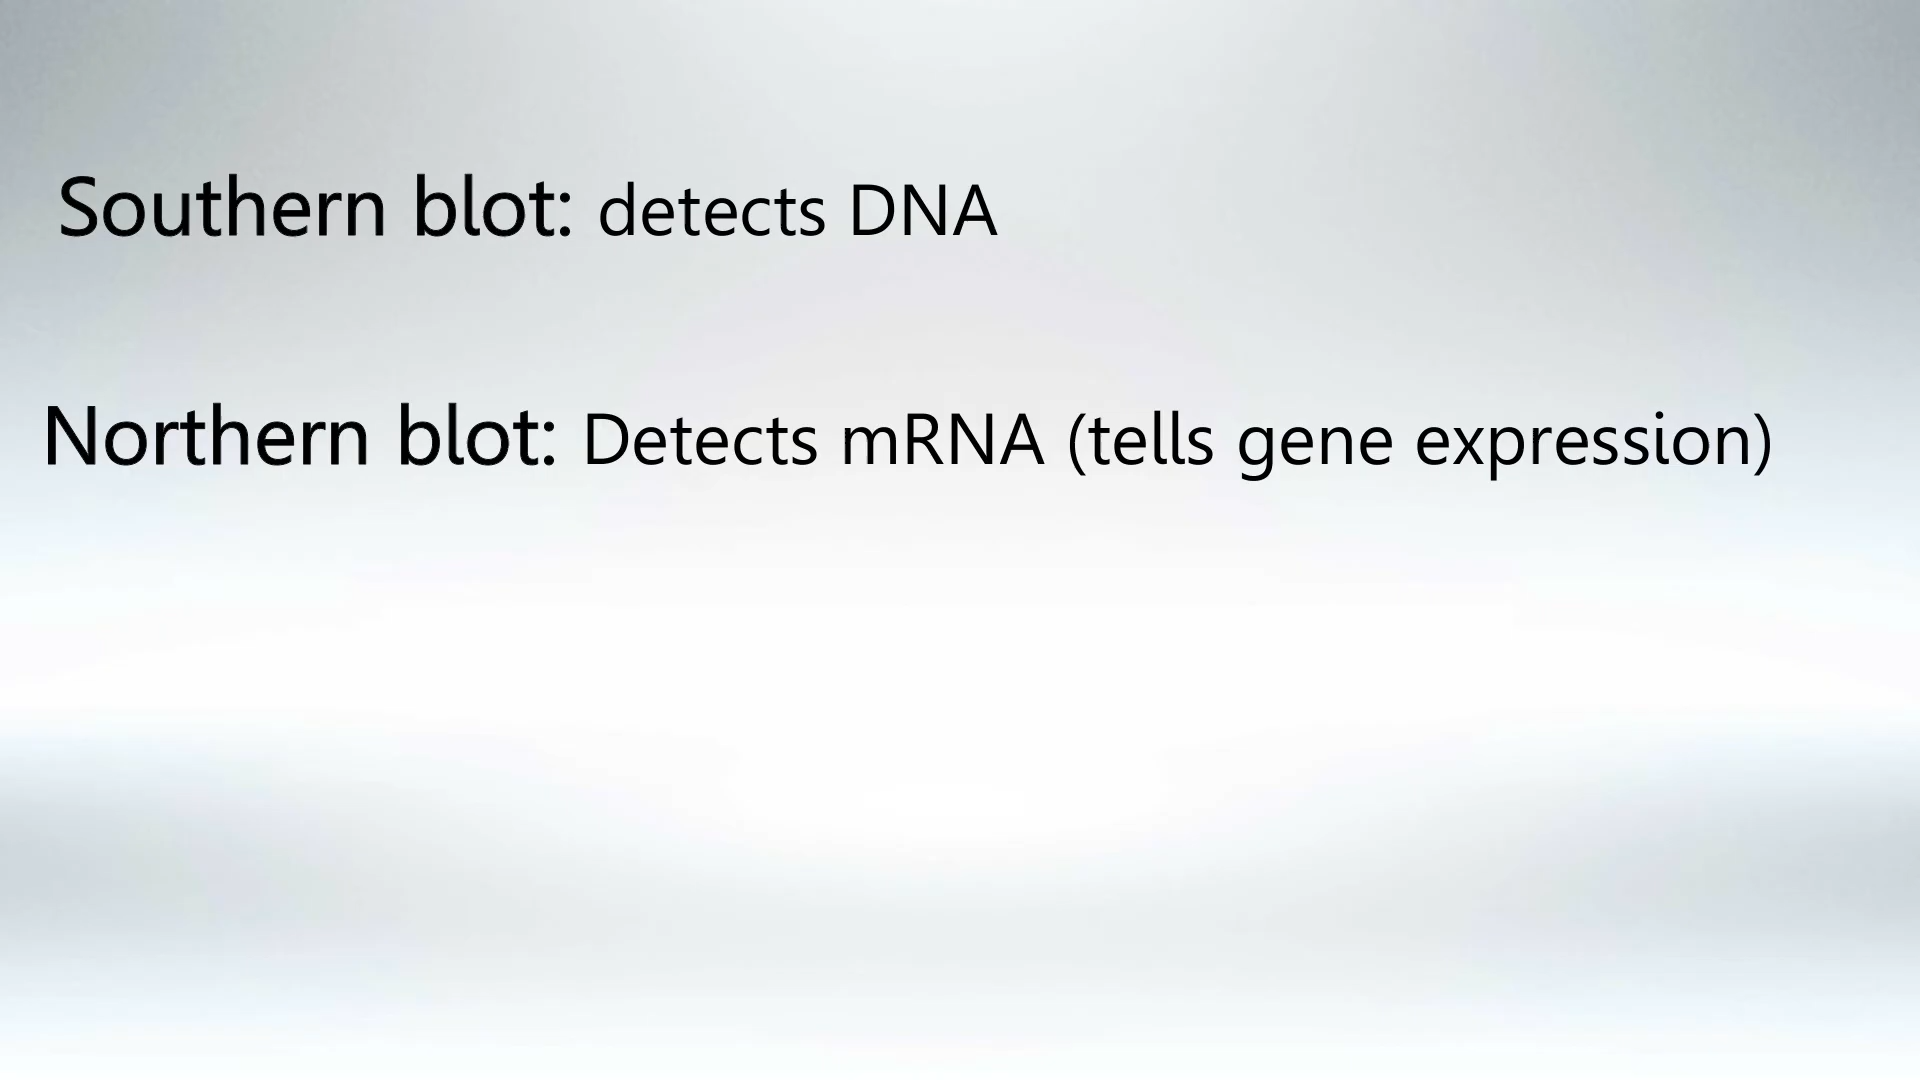 Southern blot: detects DNA
Northern blot: Detects mRNA (tells gene expression)